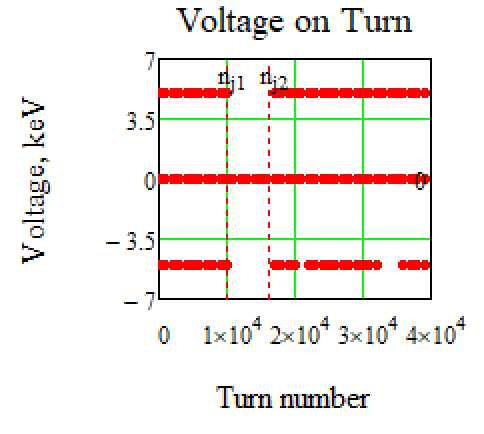 Voltage on Turn
7
n_j1 n_j2
3.5
0
0
− 3.5
− 7
0 1×10^4 2×10^4 3×10^4 4×10^4
Voltage, keV
Turn number